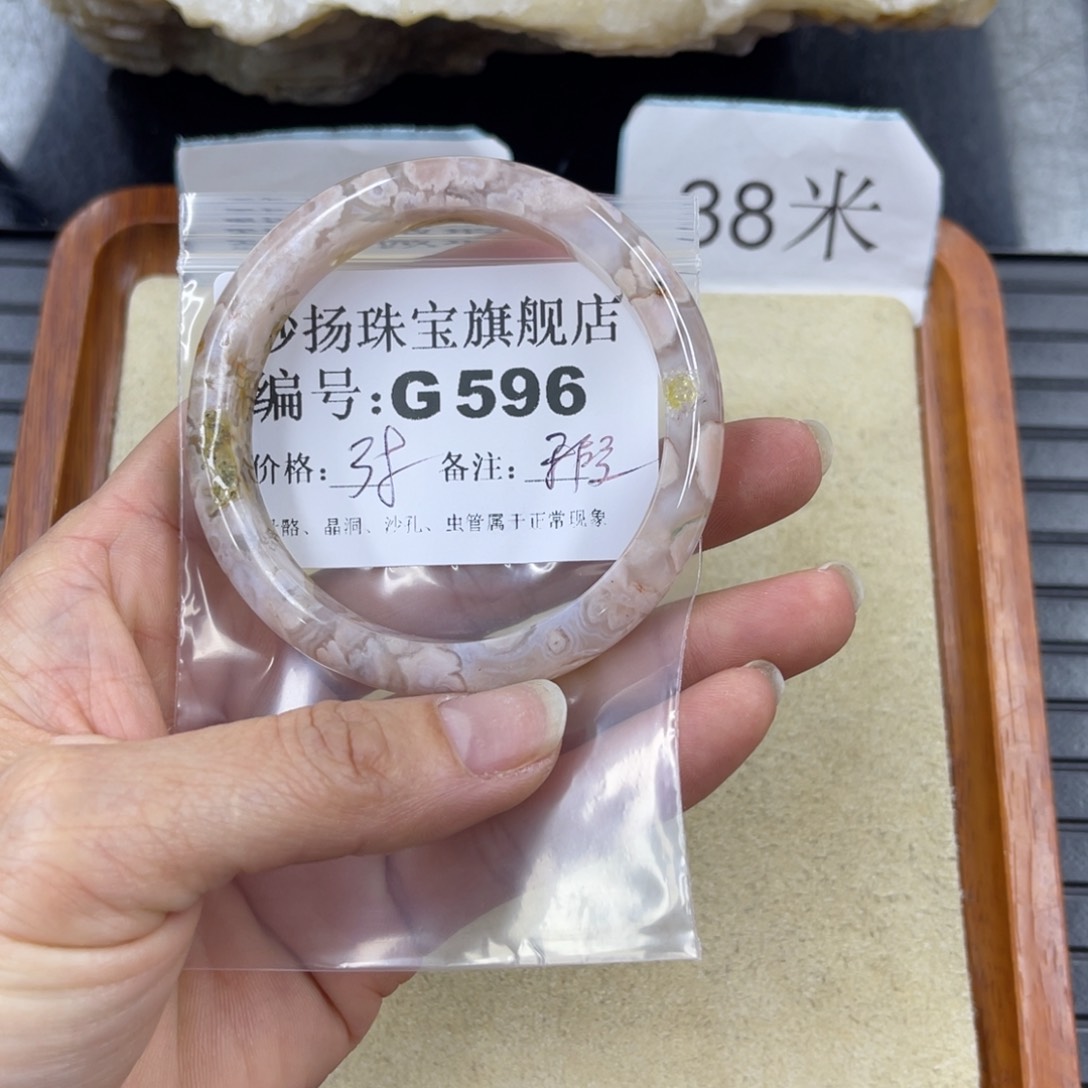 38米
扬珠宝旗舰店
编号:G596
价格: 备注:
骼、晶洞、沙孔、虫管属于正常现象